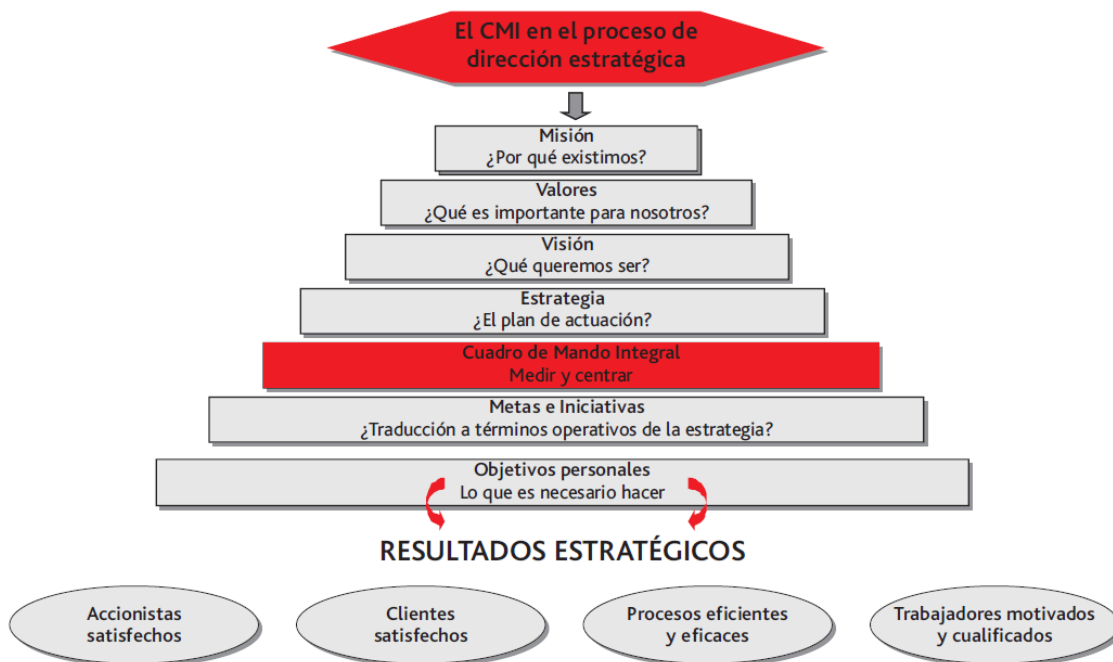 El CMI en el proceso de
dirección estratégica
Misión
¿Por qué existimos?
Valores
¿Qué es importante para nosotros?
Visión
¿Qué queremos ser?
Estrategia
¿El plan de actuación?
Cuadro de Mando Integral
Medir y centrar
Metas e Iniciativas
¿Traducción a términos operativos de la estrategia?
Objetivos personales
Lo que es necesario hacer
RESULTADOS ESTRATÉGICOS
Accionistas
satisfechos
Clientes
satisfechos
Procesos eficientes
y eficaces
Trabajadores motivados
y cualificados